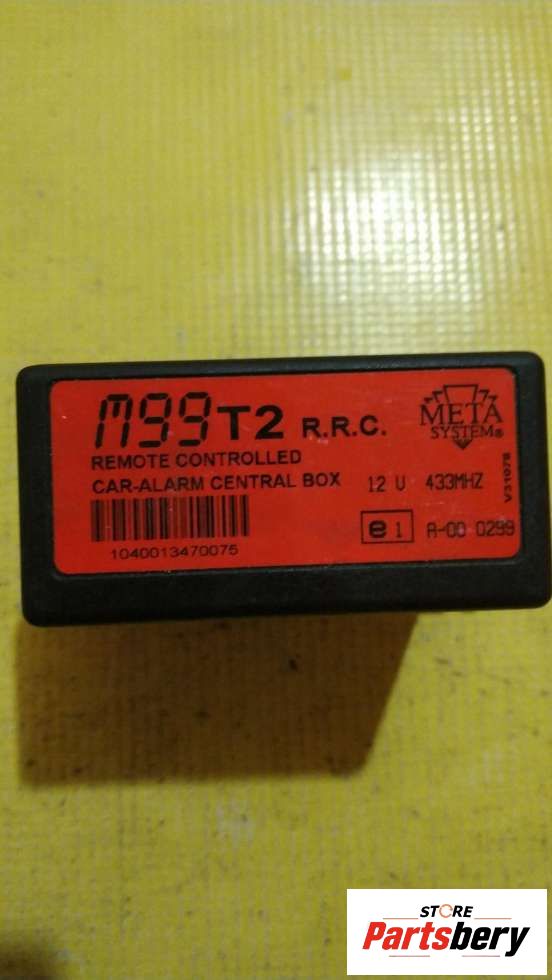 M99T2 R.R.C.
META
SYSTEM®
REMOTE CONTROLLED
CAR-ALARM CENTRAL BOX
12 V 433MHZ
V31078
1040013470075
e1 A-00 0299
STORE
Partsbery